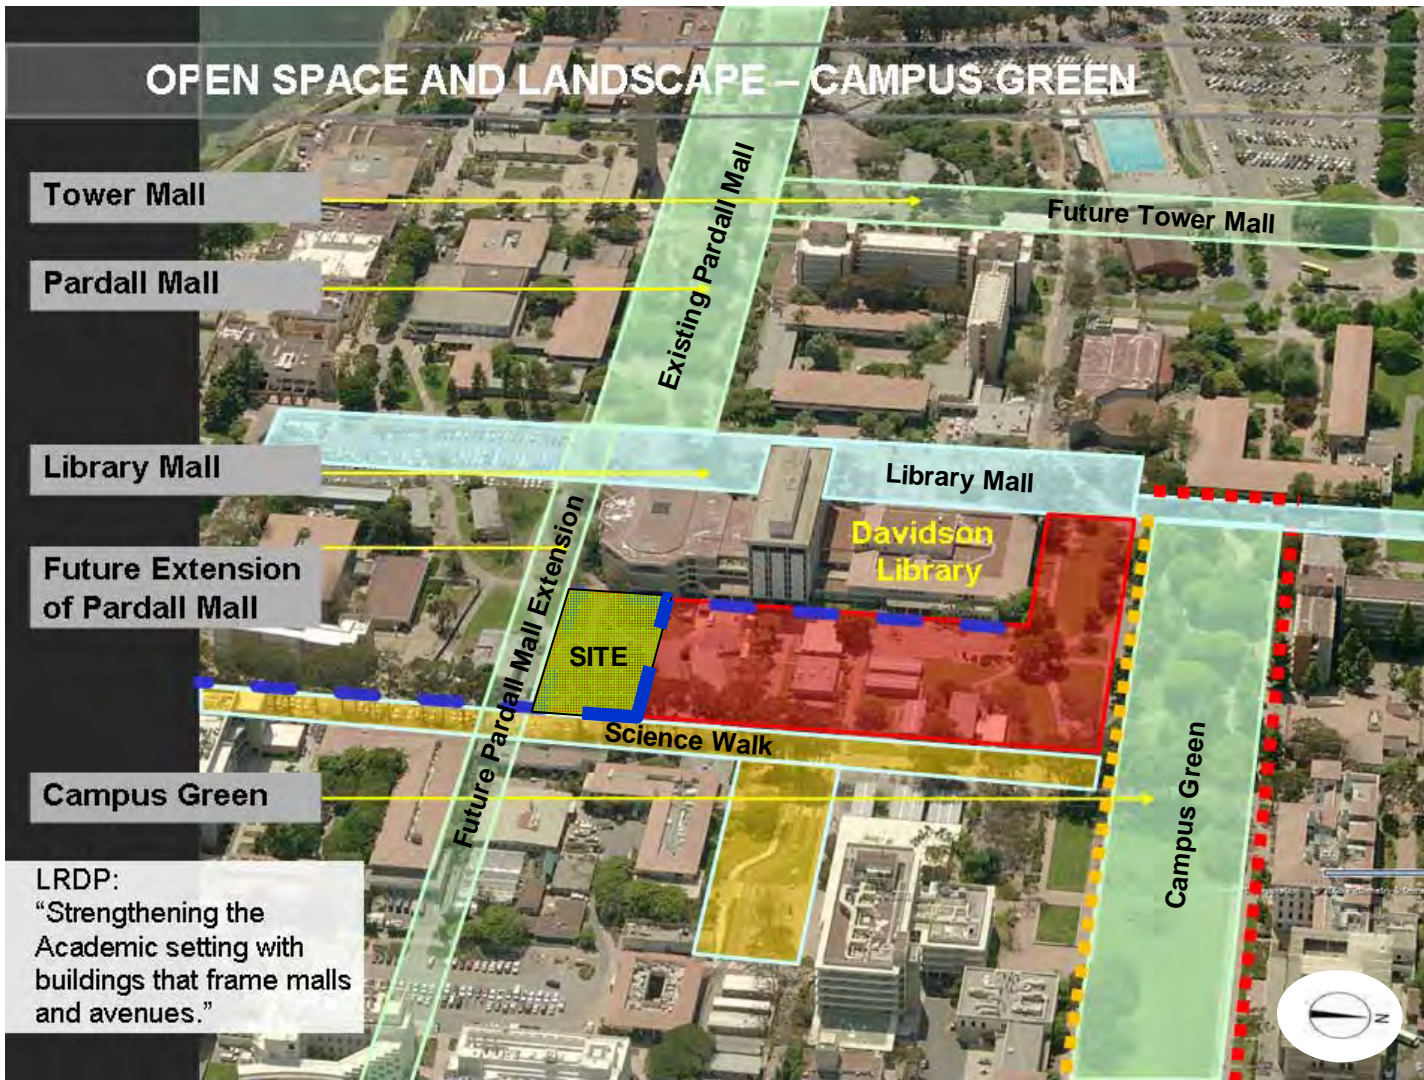 OPEN SPACE AND LANDSCAPE – CAMPUS GREEN
Tower Mall
Future Tower Mall
Pardall Mall
Existing Pardall Mall
Library Mall
Library Mall
Davidson
Library
Future Extension
of Pardall Mall
Future Pardall Mall Extension
SITE
Science Walk
Campus Green
Campus Green
LRDP:
“Strengthening the
Academic setting with
buildings that frame malls
and avenues.”
N